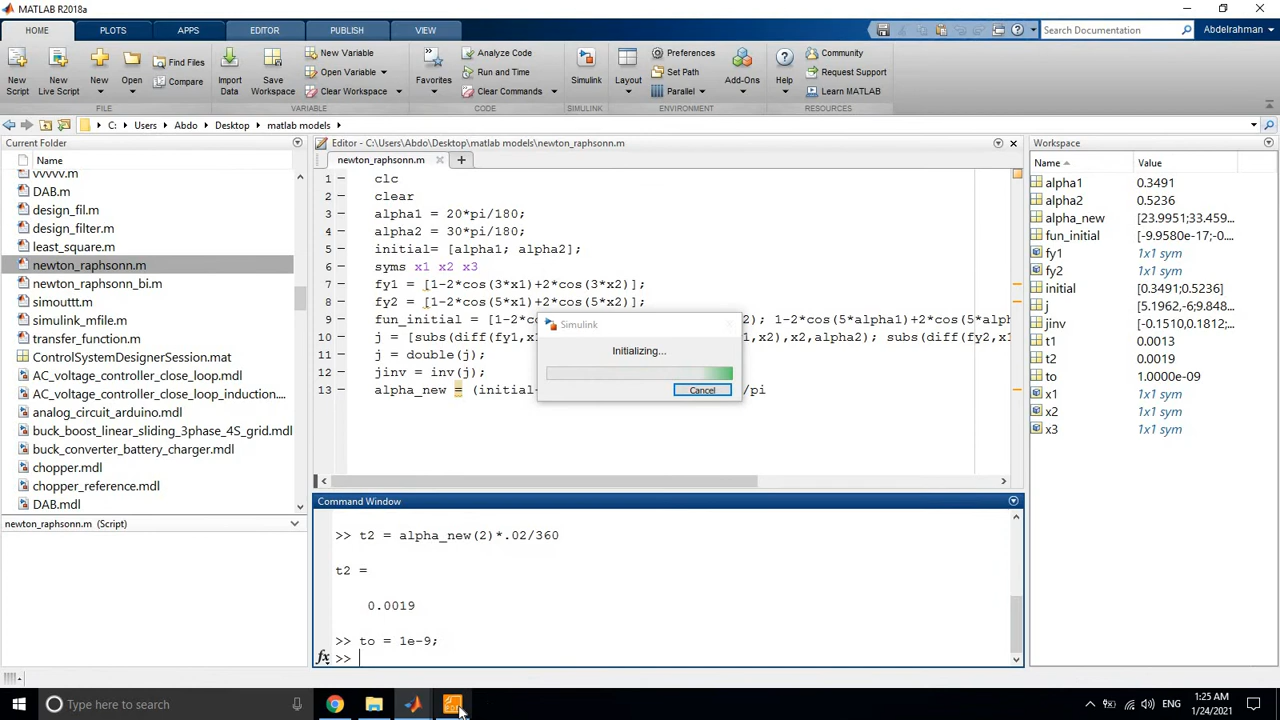 MATLAB R2018a
HOME PLOTS APPS EDITOR PUBLISH VIEW
Search Documentation
Abdelrahman
New Script
New Live Script
New
Open
Find Files
Compare
Import Data
Save Workspace
New Variable
Open Variable
Clear Workspace
Favorites
Analyze Code
Run and Time
Clear Commands
Simulink
Layout
Preferences
Set Path
Parallel
Add-Ons
Help
Community
Request Support
Learn MATLAB
FILE VARIABLE CODE SIMULINK ENVIRONMENT RESOURCES
C: Users Abdo Desktop matlab models
Current Folder
Name
vvvvv.m
DAB.m
design_fil.m
design_filter.m
least_square.m
newton_raphsonn.m
newton_raphsonn_bi.m
simouttt.m
simulink_mfile.m
transfer_function.m
ControlSystemDesignerSession.mat
AC_voltage_controller_close_loop.mdl
AC_voltage_controller_close_loop_induction....
analog_circuit_arduino.mdl
buck_boost_linear_sliding_3phase_4S_grid.mdl
buck_converter_battery_charger.mdl
chopper.mdl
chopper_reference.mdl
DAB.mdl
newton_raphsonn.m (Script)
Editor - C:\Users\Abdo\Desktop\matlab models\newton_raphsonn.m
newton_raphsonn.m
1 clc
2 clear
3 alpha1 = 20*pi/180;
4 alpha2 = 30*pi/180;
5 initial= [alpha1; alpha2];
6 syms x1 x2 x3
7 fy1 = [1-2*cos(3*x1)+2*cos(3*x2)];
8 fy2 = [1-2*cos(5*x1)+2*cos(5*x2)];
9 fun_initial = [1-2*co 2); 1-2*cos(5*alpha1)+2*cos(5*alph
10 j = [subs(diff(fy1,x 1,x2),x2,alpha2); subs(diff(fy2,x1
11 j = double(j);
12 jinv = inv(j);
13 alpha_new = (initial- /pi
Simulink
Initializing...
Cancel
Command Window
>> t2 = alpha_new(2)*.02/360
t2 =
0.0019
>> to = 1e-9;
fx >>
Workspace
Name Value
alpha1 0.3491
alpha2 0.5236
alpha_new [23.9951;33.459...
fun_initial [-9.9580e-17;-0....
fy1 1x1 sym
fy2 1x1 sym
initial [0.3491;0.5236]
j [5.1962,-6.9848...
jinv [-0.1510,0.1812;...
t1 0.0013
t2 0.0019
to 1.0000e-09
x1 1x1 sym
x2 1x1 sym
x3 1x1 sym
Type here to search
ENG
1:25 AM
1/24/2021